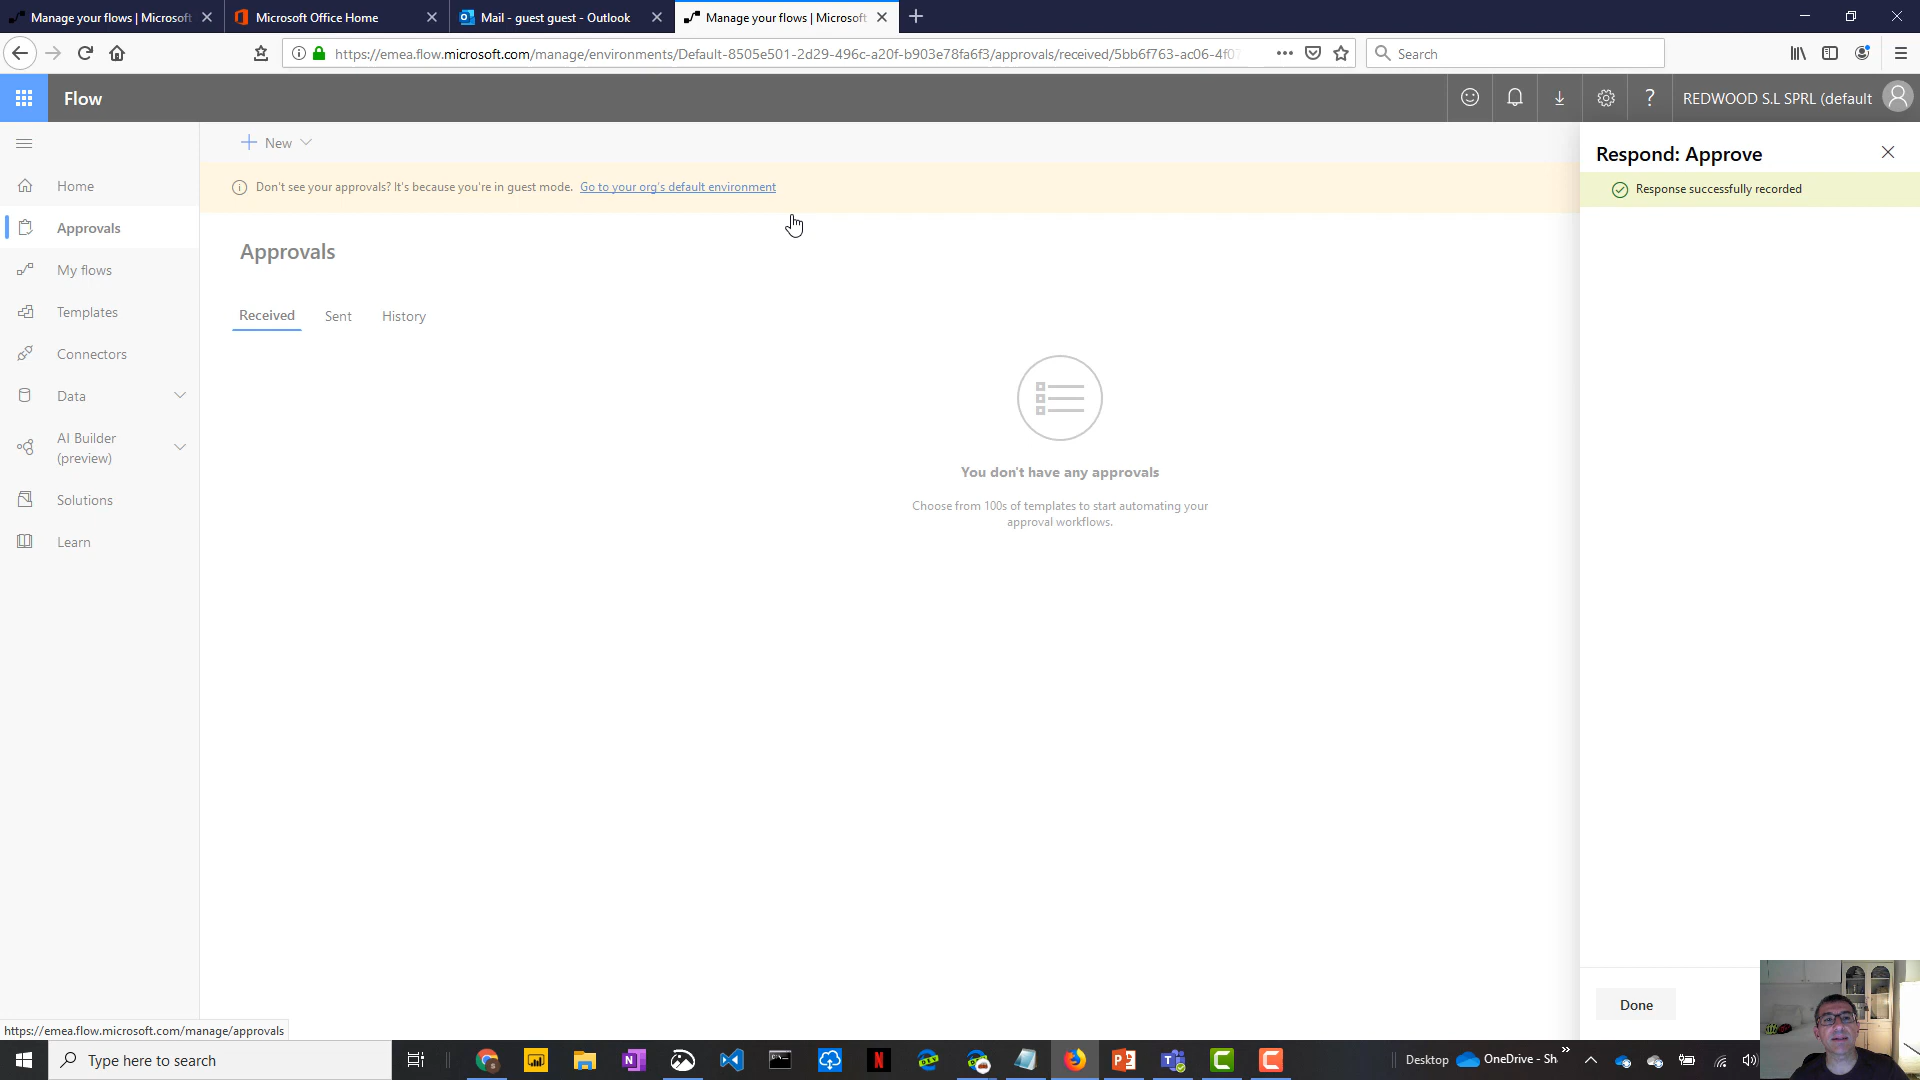 Manage your flows | Microsoft
Microsoft Office Home
Mail - guest guest - Outlook
Manage your flows | Microsoft
https://emea.flow.microsoft.com/manage/environments/Default-8505e501-2d29-496c-a20f-b903e78fa6f3/approvals/received/5bb6f763-ac06-4f07
Search
Flow
?
REDWOOD S.L SPRL (default
New
Respond: Approve
Home
Don't see your approvals? It's because you're in guest mode. Go to your org's default environment
Response successfully recorded
Approvals
Approvals
My flows
Received
Sent
History
Templates
Connectors
Data
AI Builder
(preview)
You don't have any approvals
Solutions
Choose from 100s of templates to start automating your
approval workflows.
Learn
Done
https://emea.flow.microsoft.com/manage/approvals
Type here to search
Desktop
OneDrive - Sh